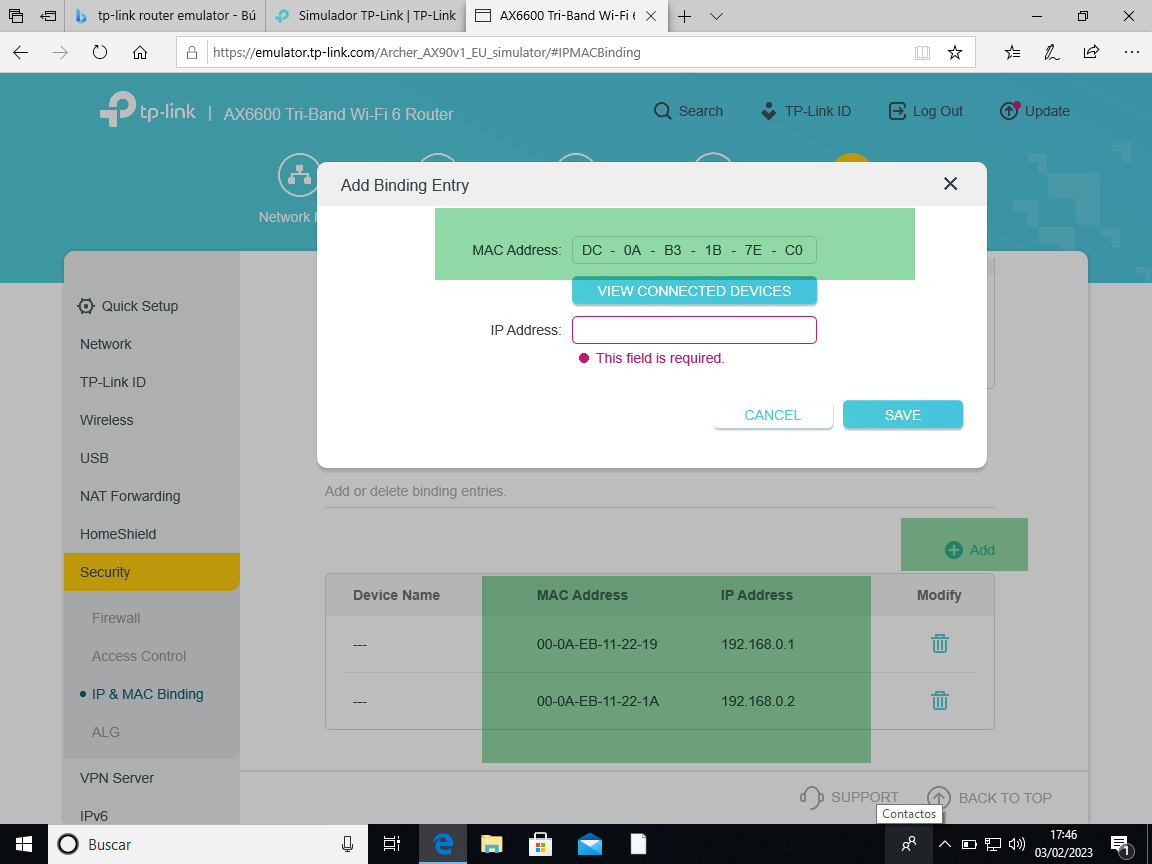 tp-link router emulator - Bú
Simulador TP-Link | TP-Link
AX6600 Tri-Band Wi-Fi 6
https://emulator.tp-link.com/Archer_AX90v1_EU_simulator/#IPMACBinding
tp-link | AX6600 Tri-Band Wi-Fi 6 Router
Search
TP-Link ID
Log Out
Update
Network
Add Binding Entry
MAC Address: DC - 0A - B3 - 1B - 7E - C0
VIEW CONNECTED DEVICES
IP Address:
This field is required.
CANCEL
SAVE
Quick Setup
Network
TP-Link ID
Wireless
USB
NAT Forwarding
HomeShield
Security
Firewall
Access Control
IP & MAC Binding
ALG
VPN Server
IPv6
Add or delete binding entries.
Add
Device Name MAC Address IP Address Modify
--- 00-0A-EB-11-22-19 192.168.0.1
--- 00-0A-EB-11-22-1A 192.168.0.2
SUPPORT
BACK TO TOP
Contactos
Buscar
17:46
03/02/2023
1